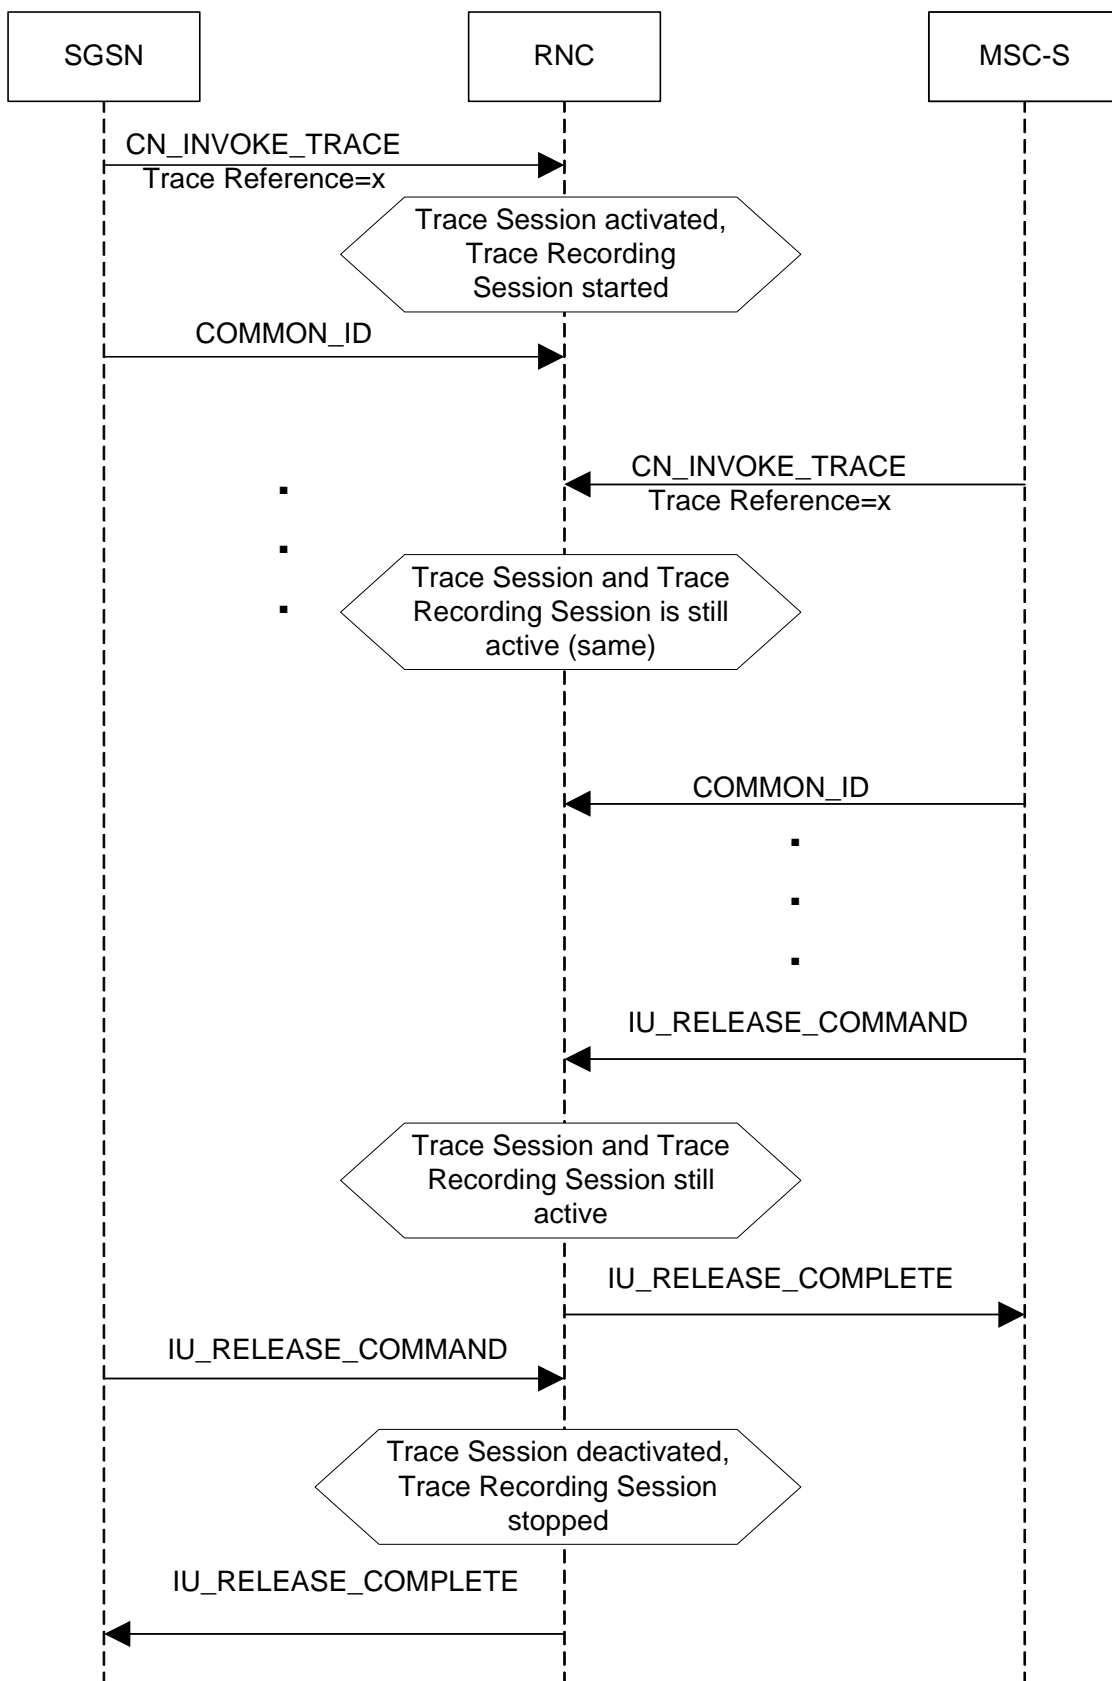 SGSN
RNC
MSC-S
CN_INVOKE_TRACE
Trace Reference=x
Trace Session activated,
Trace Recording
Session started
COMMON_ID
CN_INVOKE_TRACE
Trace Reference=x
Trace Session and Trace
Recording Session is still
active (same)
COMMON_ID
IU_RELEASE_COMMAND
Trace Session and Trace
Recording Session still
active
IU_RELEASE_COMPLETE
IU_RELEASE_COMMAND
Trace Session deactivated,
Trace Recording Session
stopped
IU_RELEASE_COMPLETE